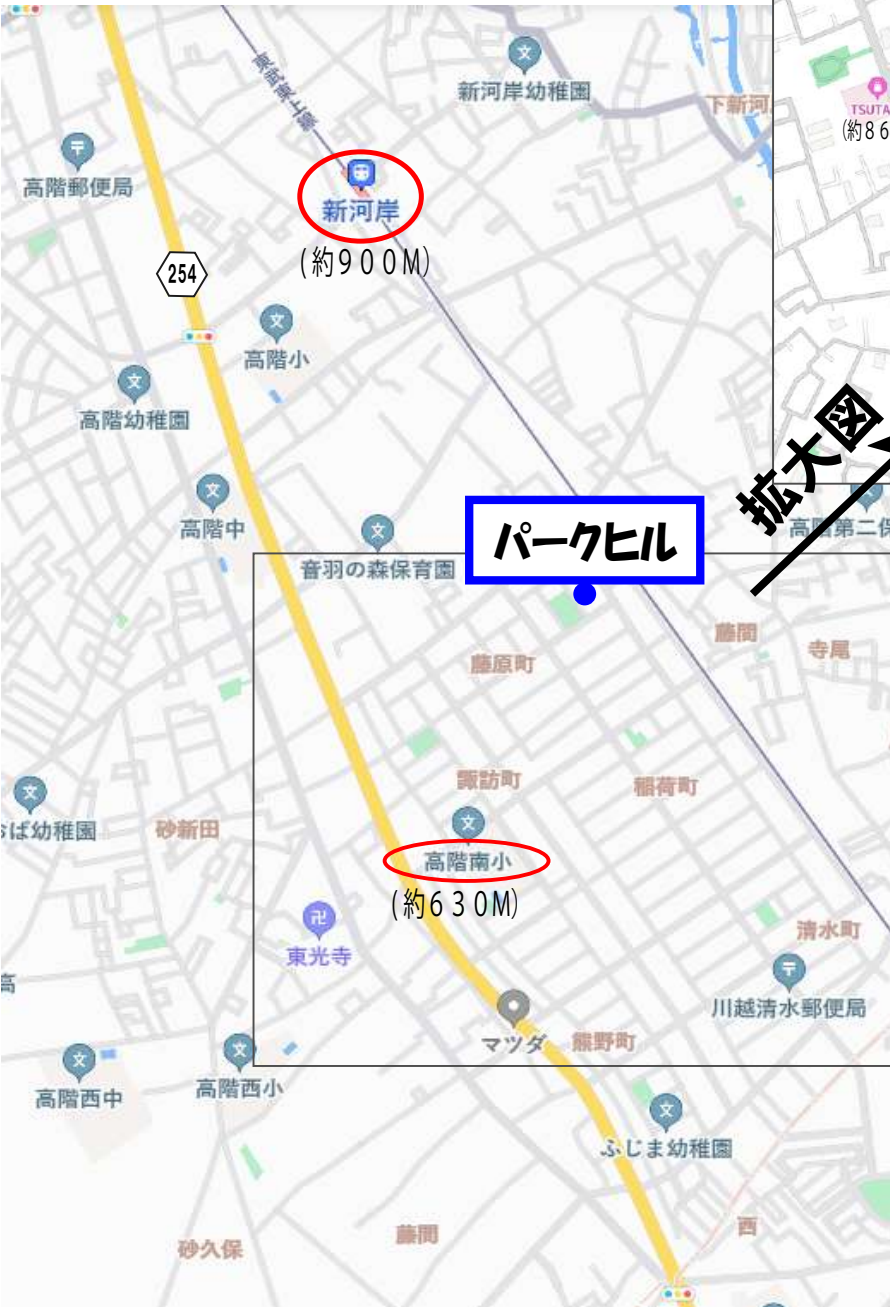 東武東上線
新河岸幼稚園
下新河
TSUTA
(約86
高階郵便局
新河岸
(約900M)
254
高階小
高階幼稚園
拡大図
高階中
パークヒル
高階第二保
音羽の森保育園
藤間
寺尾
藤原町
諏訪町
稲荷町
ば幼稚園
砂新田
高階南小
(約630M)
東光寺
清水町
高
川越清水郵便局
マツダ
熊野町
高階西中
高階西小
ふじま幼稚園
藤間
西
砂久保